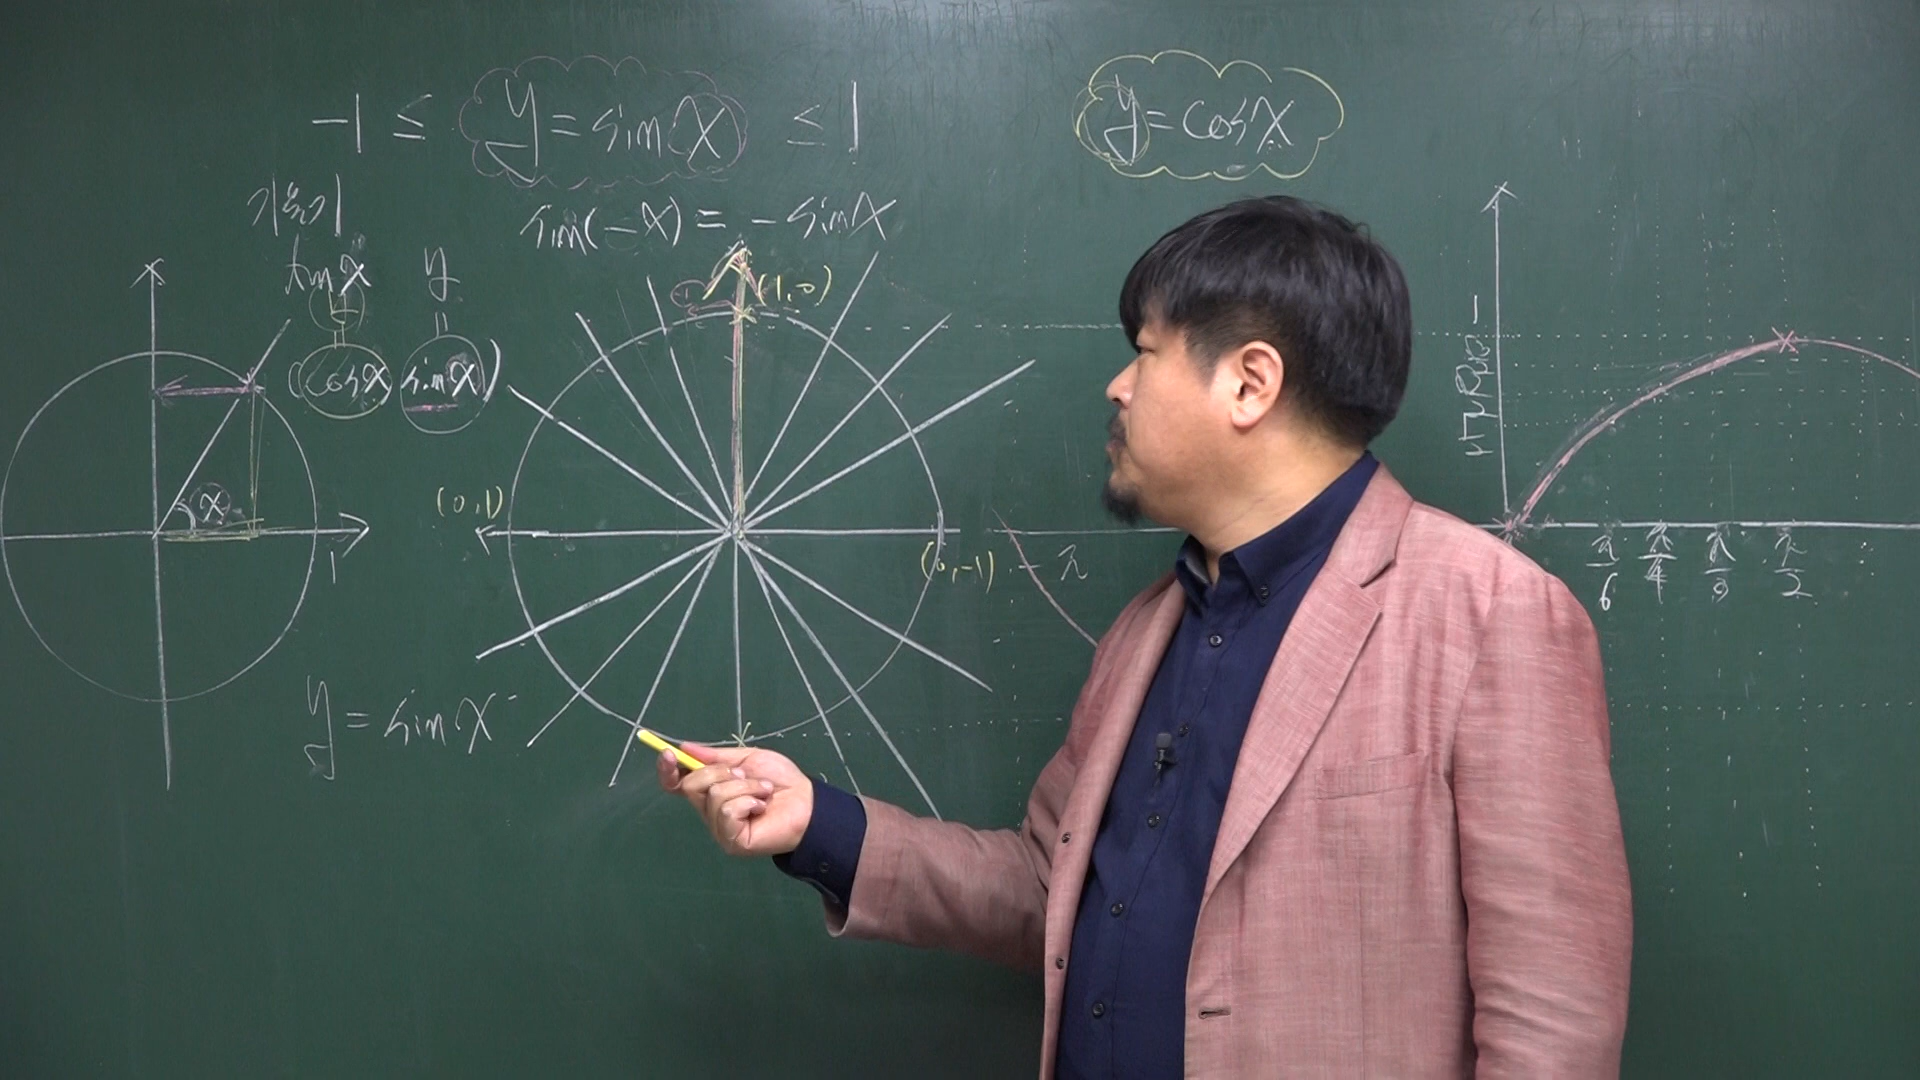 -1 ≤ y = sin x ≤ 1
y = cos x
기울기
sin(-x) = - sin x
tan x
y
(1,0)
(cos x, sin x)
(0,1)
x
1
(0,-1)
-π
π/6 π/4 π/3 π/2
y = sin x